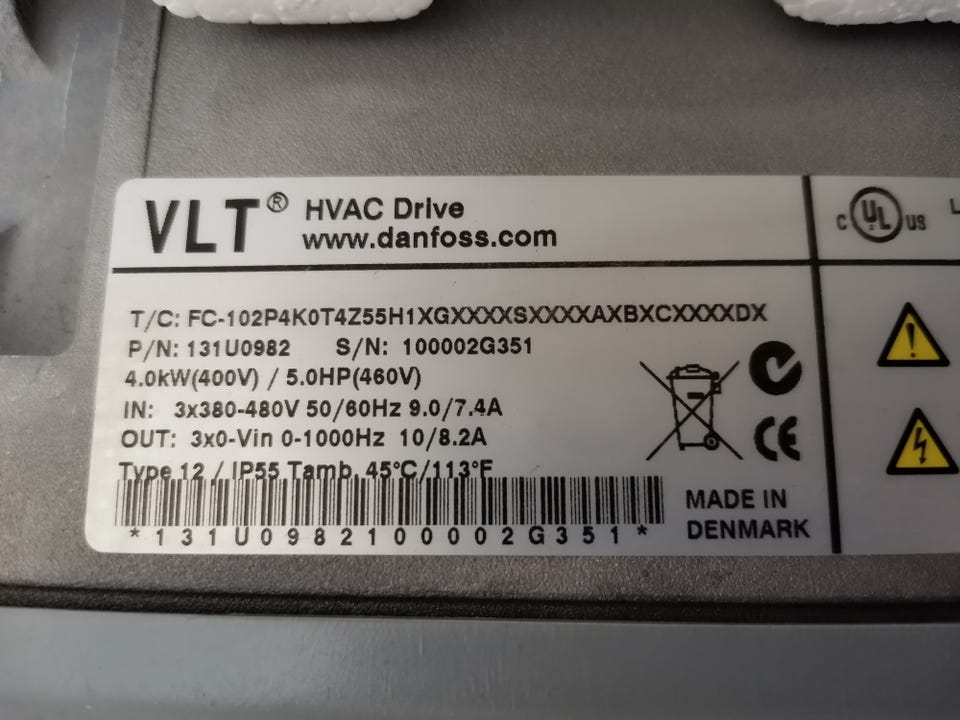 VLT® HVAC Drive
www.danfoss.com
C UL US
T/C: FC-102P4K0T4Z55H1XGXXXXSXXXXAXBXCXXXXDX
P/N: 131U0982 S/N: 100002G351
4.0kW(400V) / 5.0HP(460V)
IN: 3x380-480V 50/60Hz 9.0/7.4A
OUT: 3x0-Vin 0-1000Hz 10/8.2A
Type 12 / IP55 Tamb. 45°C/113°F
*131U0982100002G351*
CE
MADE IN
DENMARK